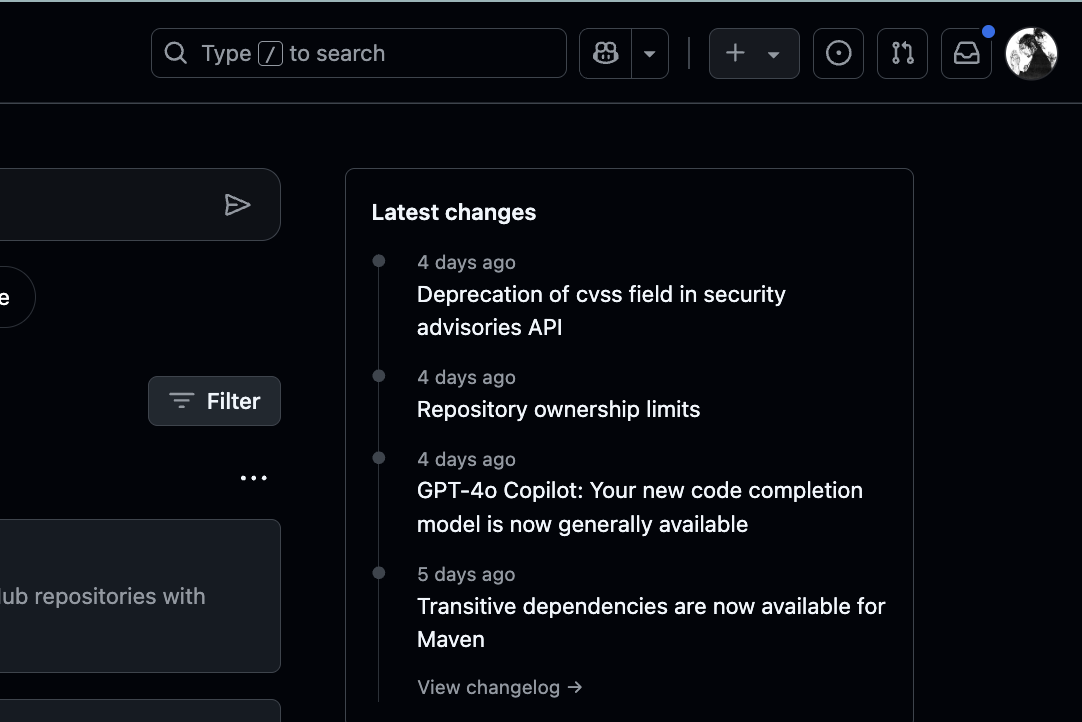 Type / to search
Latest changes
4 days ago
Deprecation of cvss field in security
advisories API
4 days ago
Repository ownership limits
4 days ago
GPT-4o Copilot: Your new code completion
model is now generally available
5 days ago
Transitive dependencies are now available for
Maven
View changelog →
e
Filter
repositories with